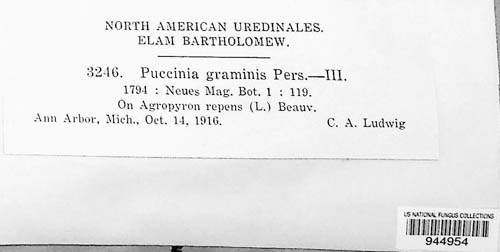 NORTH AMERICAN UREDINALES.
ELAM BARTHOLOMEW.
3246. Puccinia graminis Pers.—III.
1794 : Neues Mag. Bot. 1 : 119.
On Agropyron repens (L.) Beauv.
Ann Arbor, Mich., Oct. 14, 1916. C. A. Ludwig
US NATIONAL FUNGUS COLLECTIONS
944954